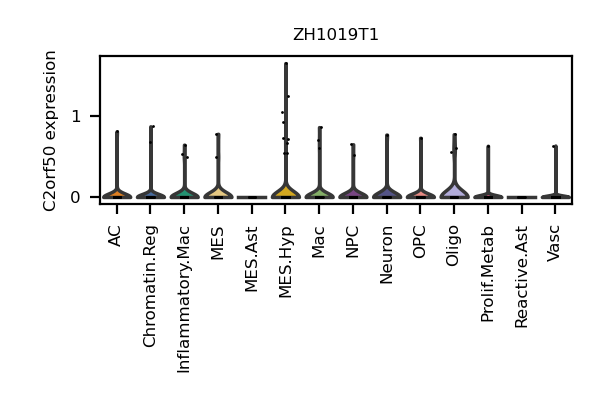 ZH1019T1
C2orf50 expression
1
0
AC
Chromatin.Reg
Inflammatory.Mac
MES
MES.Ast
MES.Hyp
Mac
NPC
Neuron
OPC
Oligo
Prolif.Metab
Reactive.Ast
Vasc